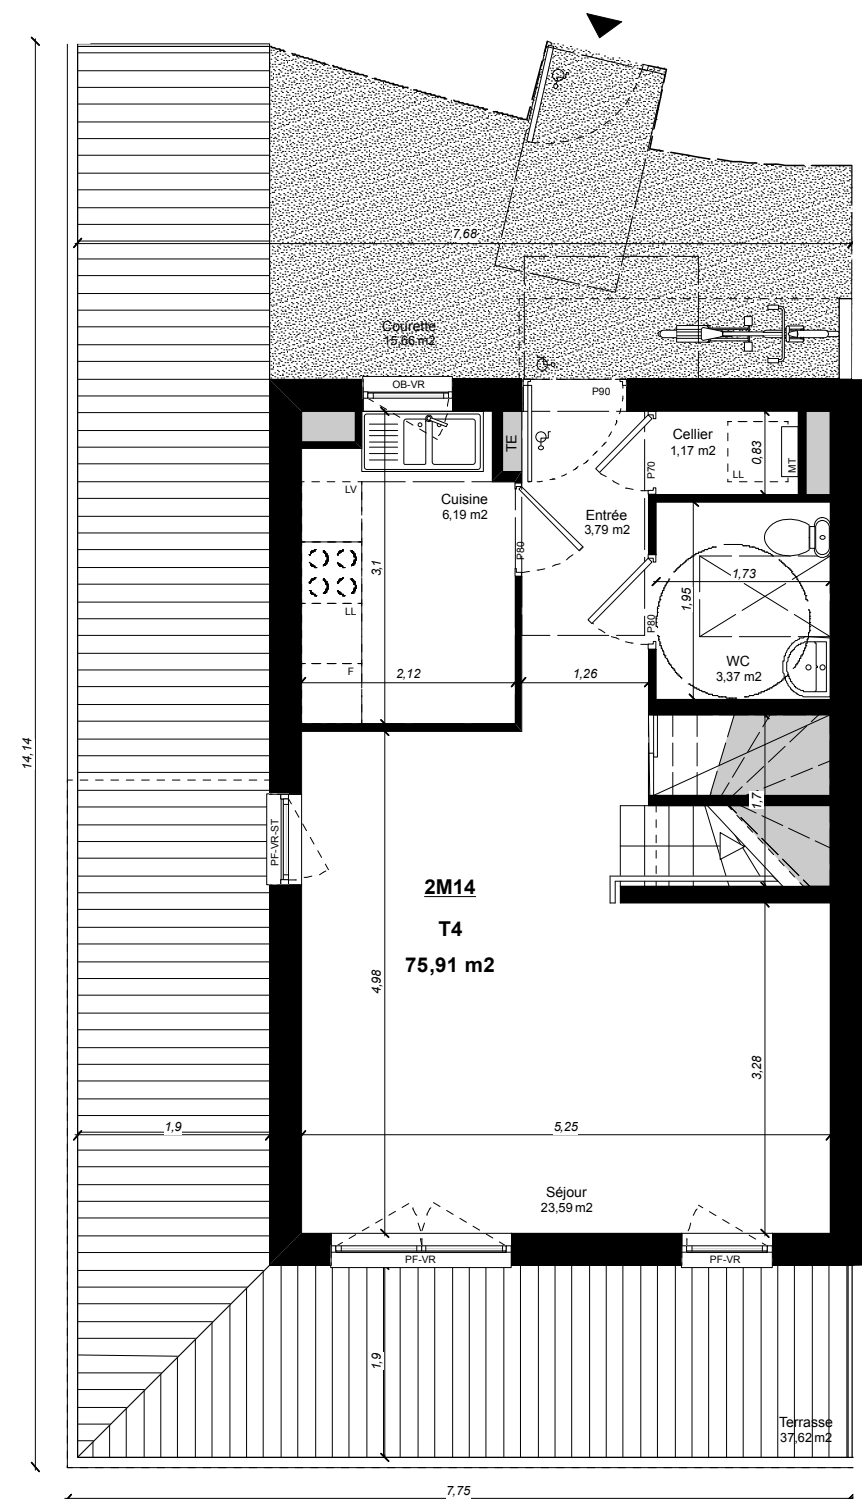 7,68
Courette
15,66 m2
OB-VR
P90
TE
Cellier
1,17 m2
0,83
LL
MT
P70
LV
Cuisine
6,19 m2
Entrée
3,79 m2
P80
3,1
1,73
1,95
LL
P80
WC
3,37 m2
F
2,12
1,26
14,14
1,7
PF-VR-ST
2M14
T4
75,91 m2
4,98
3,28
1,9
5,25
Séjour
23,59 m2
PF-VR
PF-VR
1,9
Terrasse
37,62 m2
7,75